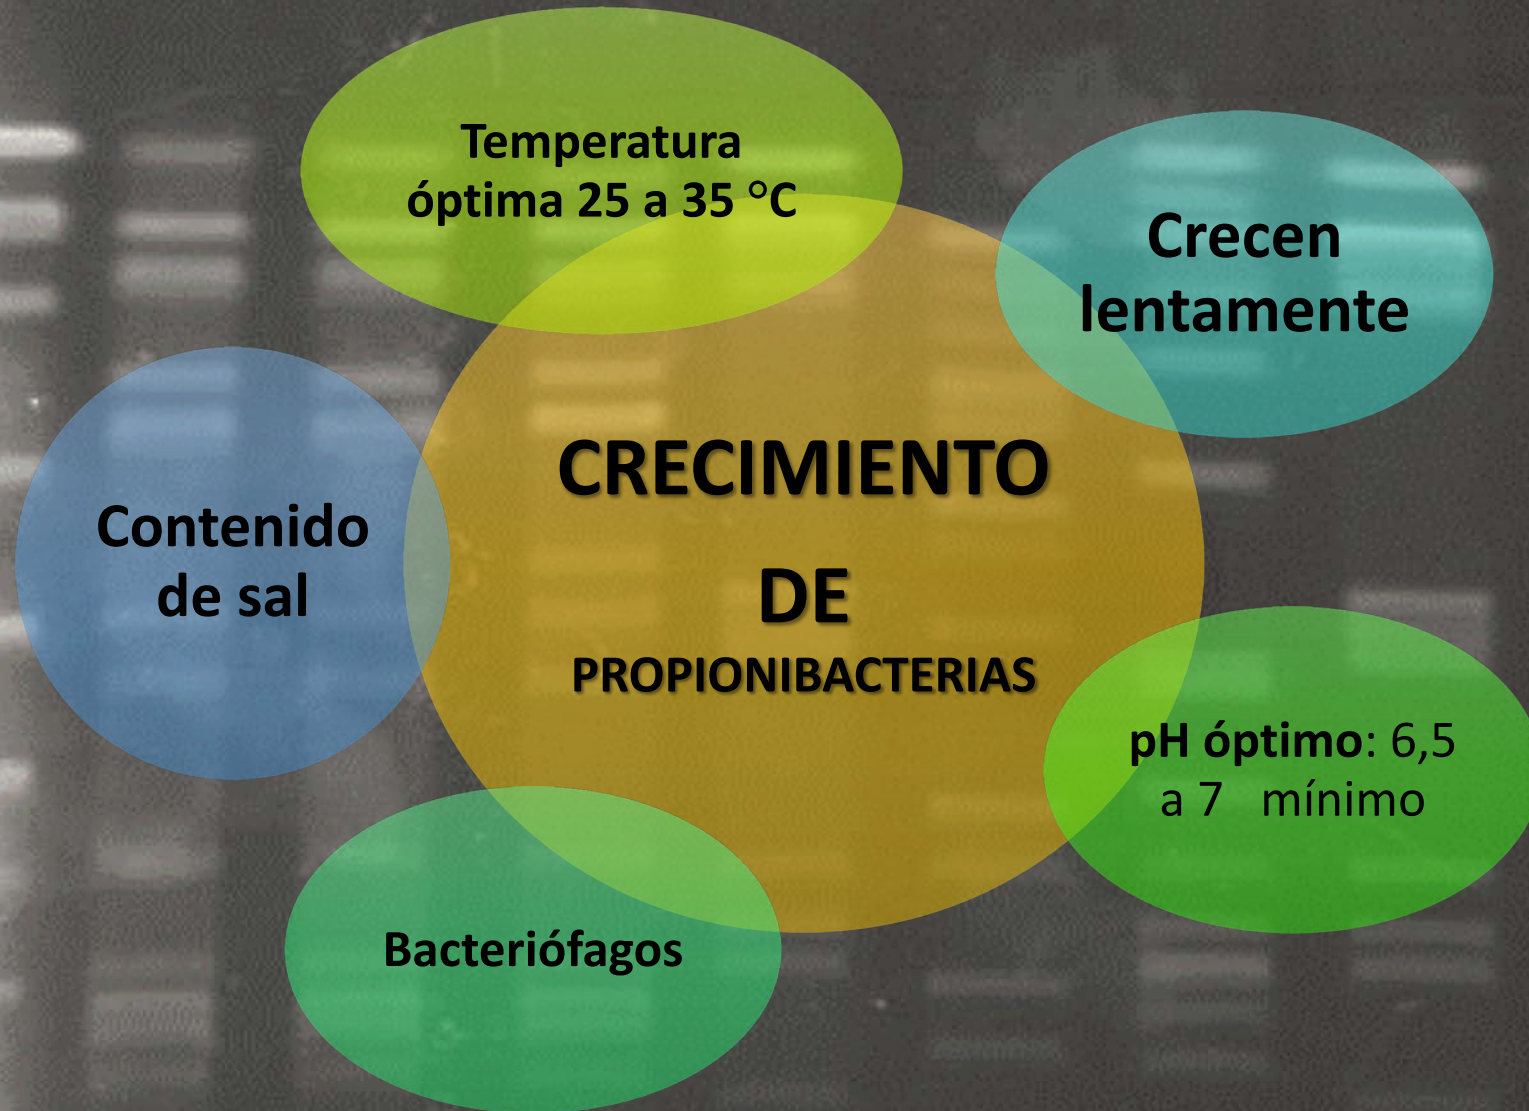 Temperatura
óptima 25 a 35 °C
Crecen
lentamente
CRECIMIENTO
DE
PROPIONIBACTERIAS
Contenido
de sal
pH óptimo: 6,5
a 7 mínimo
Bacteriófagos